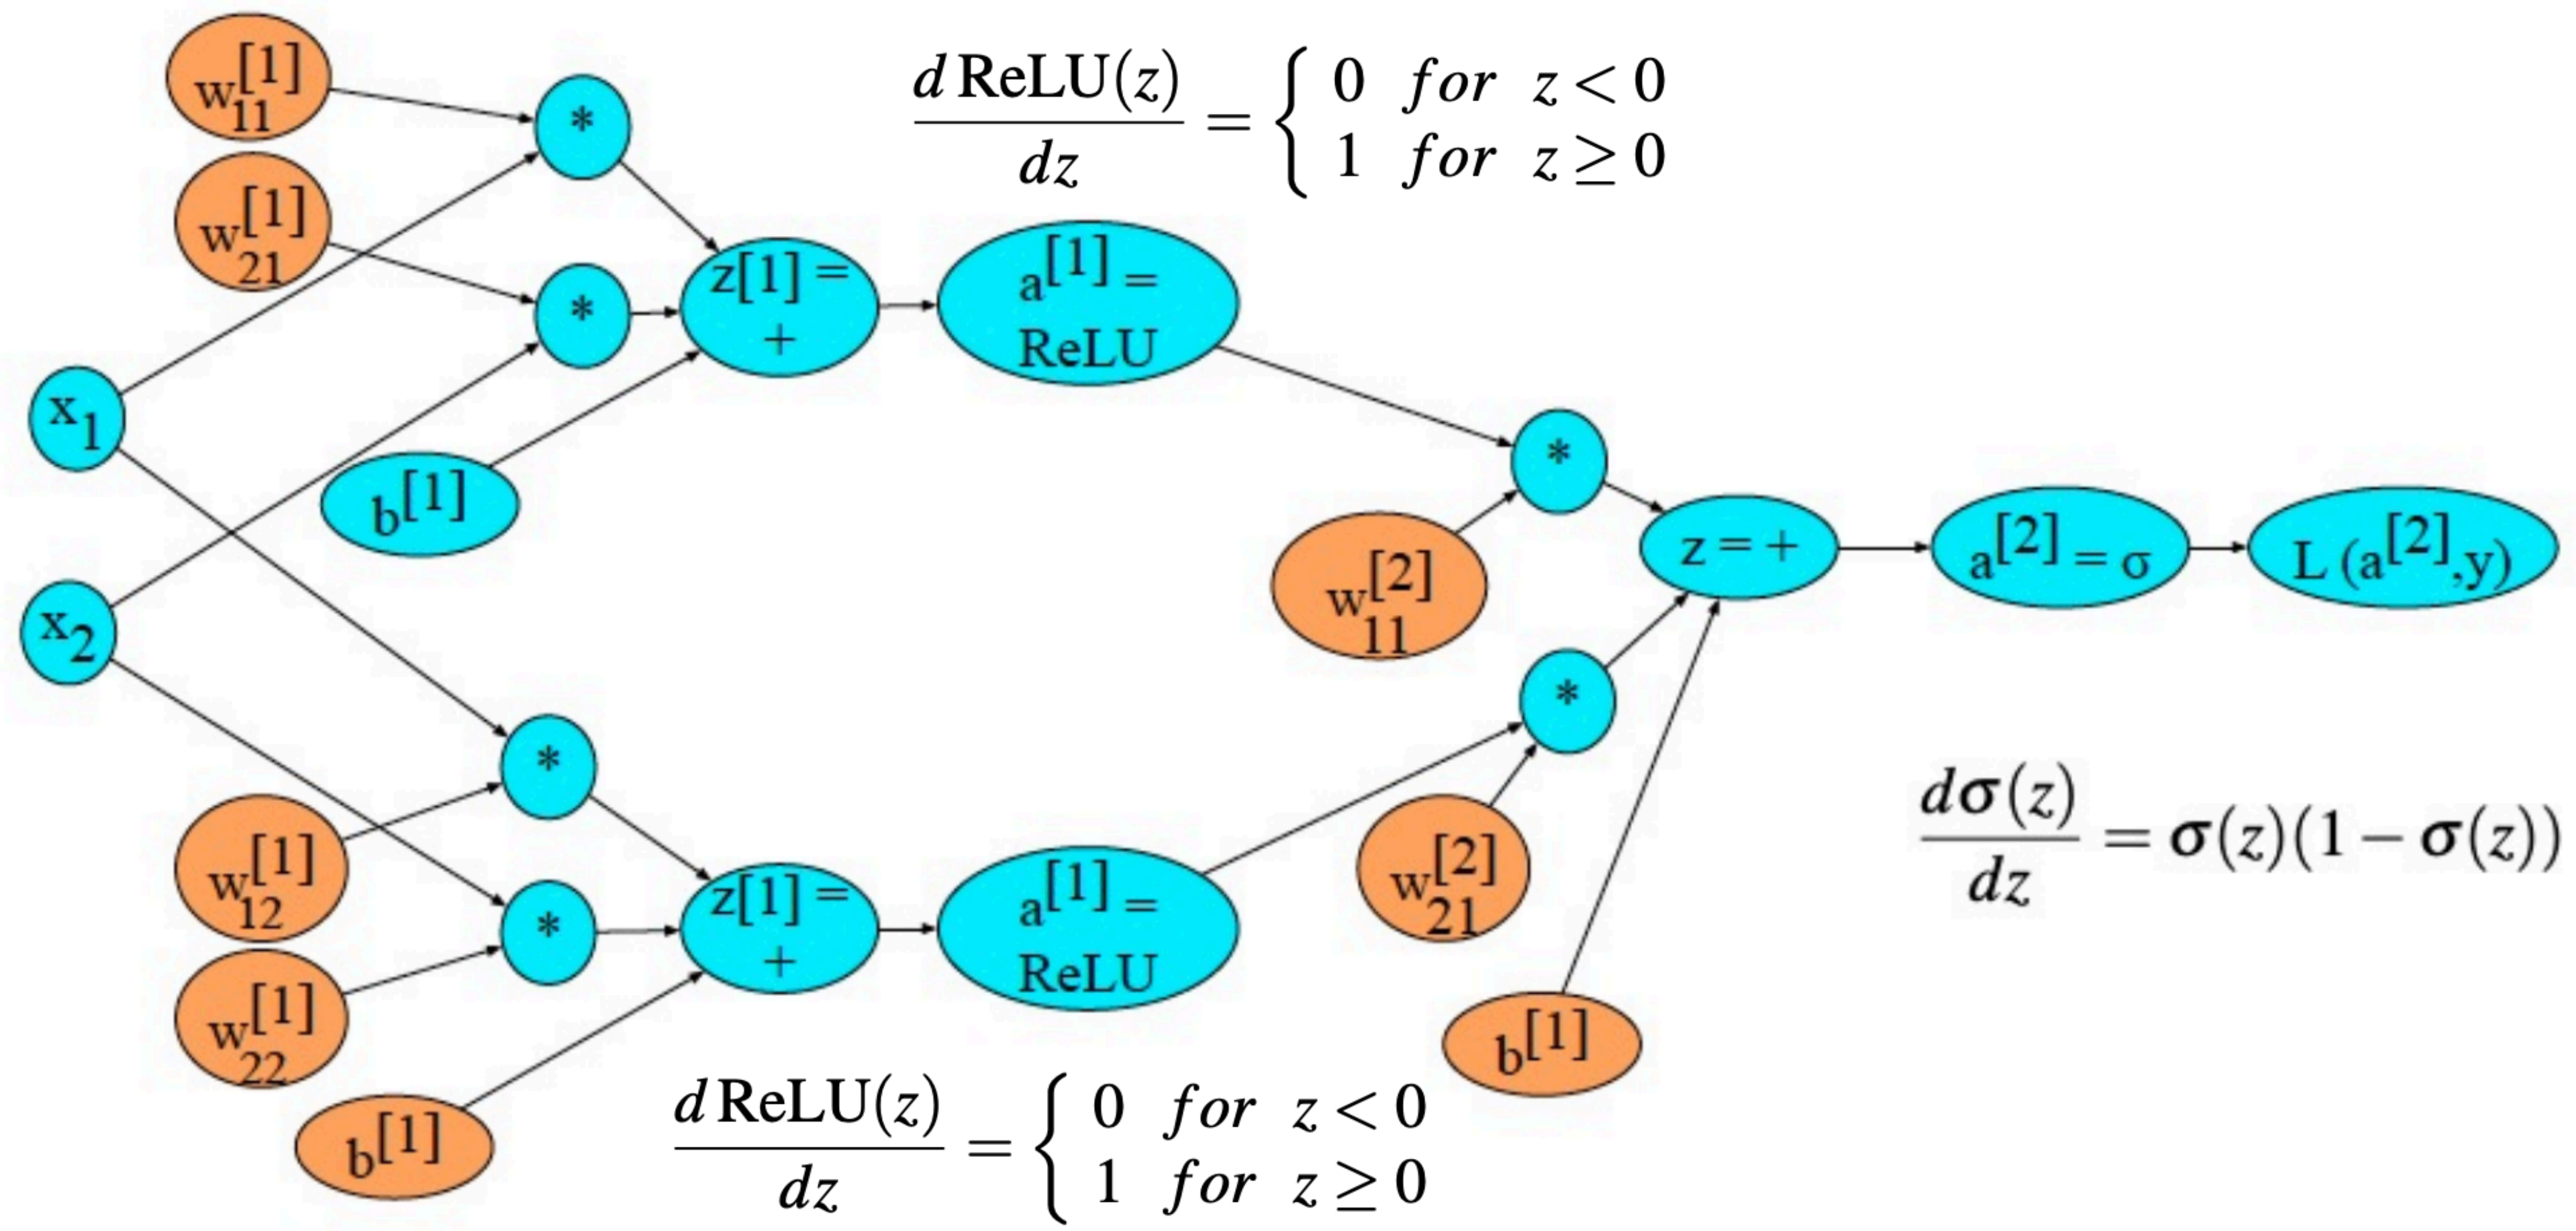 w[1]11
*
d ReLU(z)/dz = { 0 for z < 0
1 for z ≥ 0
w[1]21
*
z[1] =
+
a[1] =
ReLU
x1
b[1]
*
w[2]11
z = +
a[2] = σ
L (a[2],y)
x2
*
*
w[1]12
w[2]21
dσ(z)/dz = σ(z)(1 − σ(z))
*
z[1] =
+
a[1] =
ReLU
w[1]22
b[1]
b[1]
d ReLU(z)/dz = { 0 for z < 0
1 for z ≥ 0